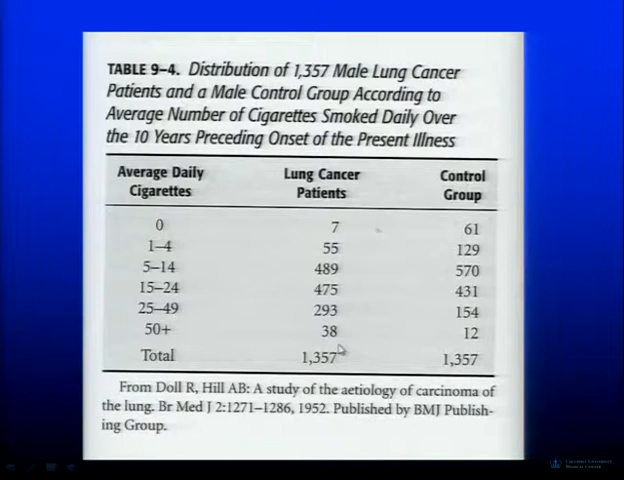 TABLE 9–4. Distribution of 1,357 Male Lung Cancer
Patients and a Male Control Group According to
Average Number of Cigarettes Smoked Daily Over
the 10 Years Preceding Onset of the Present Illness
Average Daily Cigarettes Lung Cancer Patients Control Group
0 7 61
1–4 55 129
5–14 489 570
15–24 475 431
25–49 293 154
50+ 38 12
Total 1,357 1,357
From Doll R, Hill AB: A study of the aetiology of carcinoma of
the lung. Br Med J 2:1271–1286, 1952. Published by BMJ Publish-
ing Group.
COLUMBIA UNIVERSITY
MEDICAL CENTER